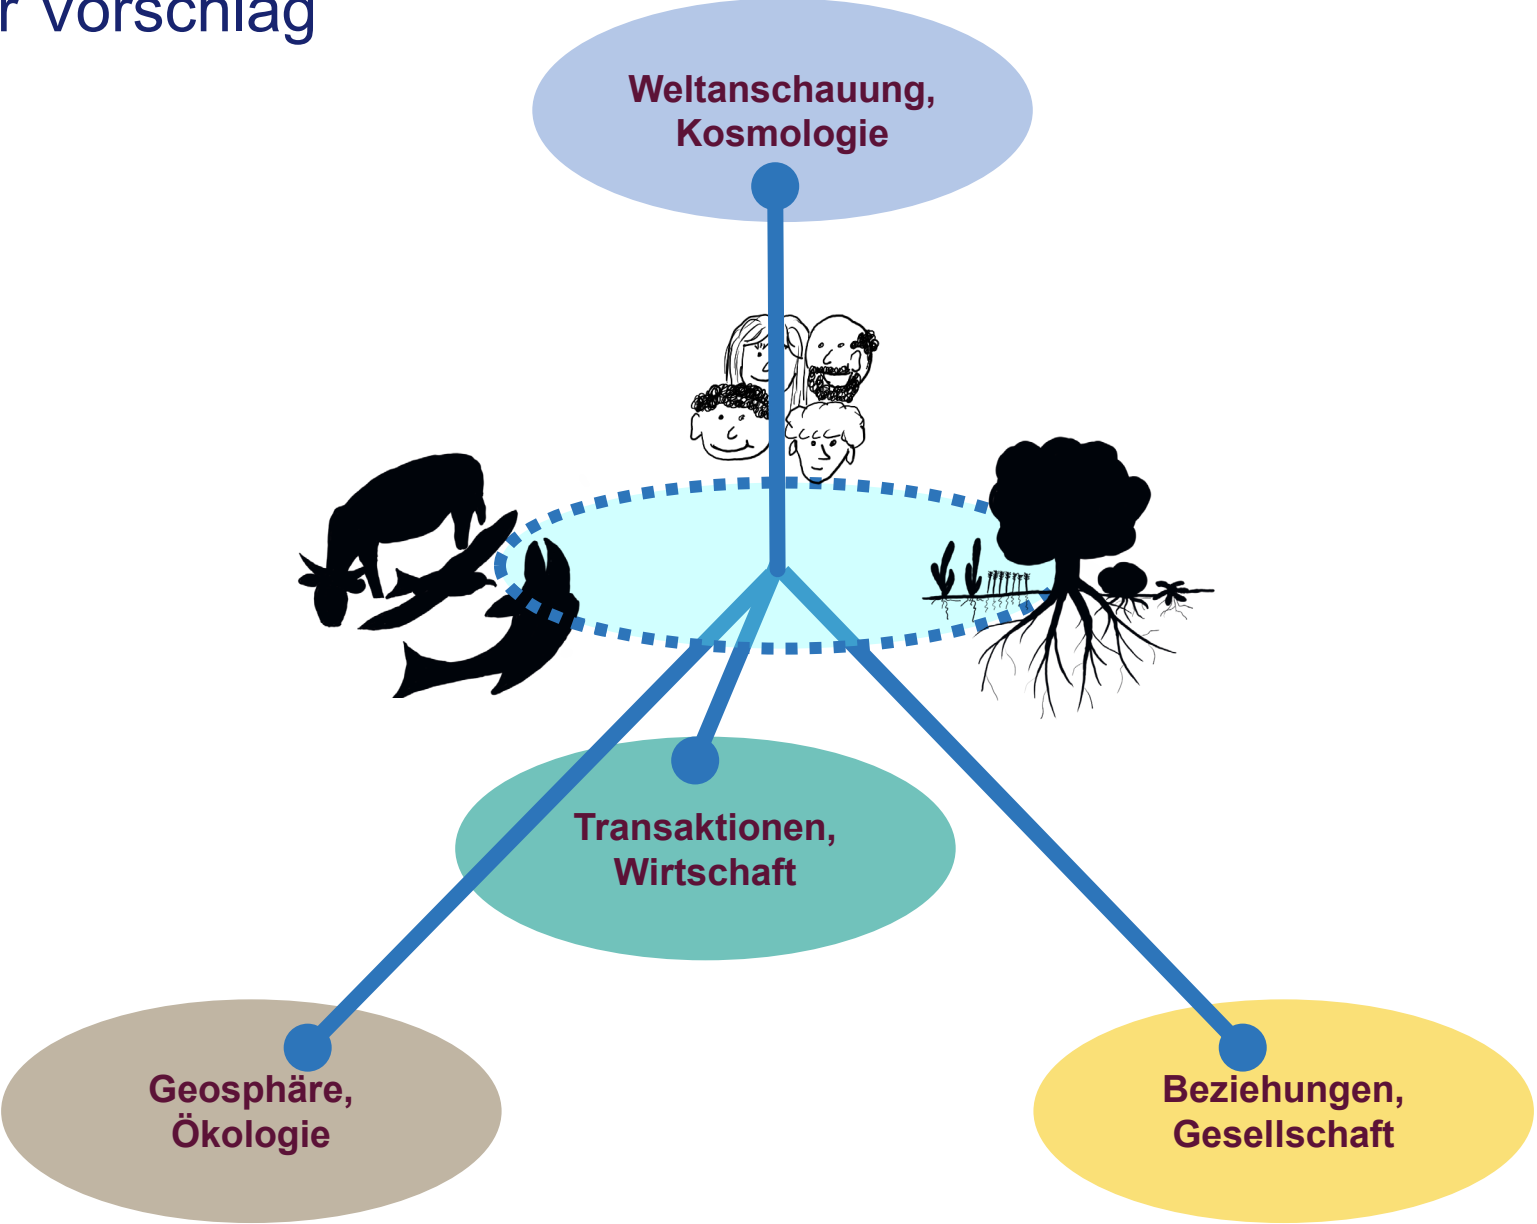 r Vorschlag
Weltanschauung,
Kosmologie
Transaktionen,
Wirtschaft
Geosphäre,
Ökologie
Beziehungen,
Gesellschaft